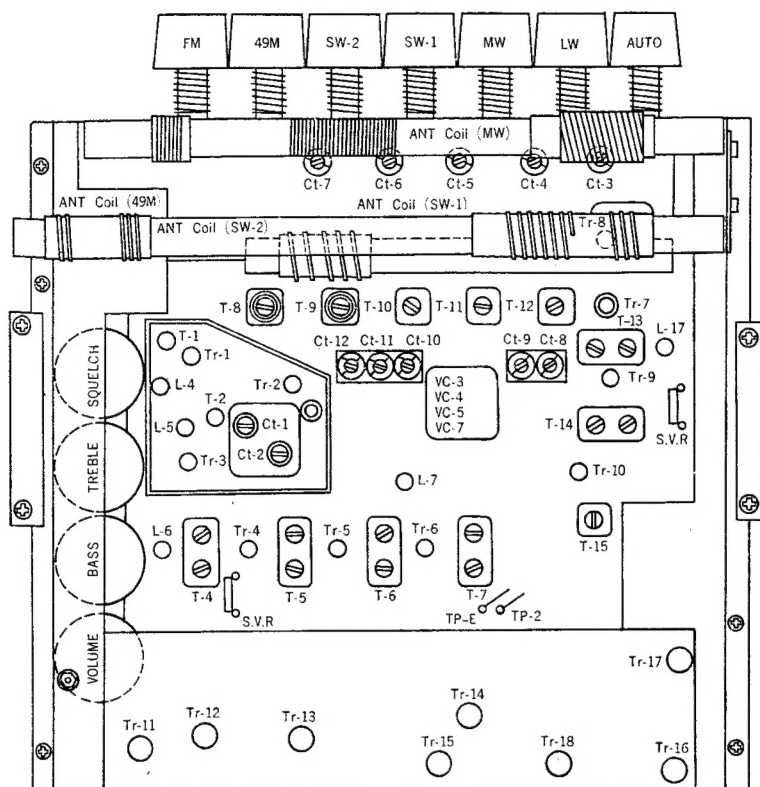 FM 49M SW-2 SW-1 MW LW AUTO
ANT Coil (MW)
Ct-7 Ct-6 Ct-5 Ct-4 Ct-3
ANT Coil (49M) ANT Coil (SW-1)
ANT Coil (SW-2) Tr-8
T-8 T-9 T-10 T-11 T-12 Tr-7
T-13
T-1 Ct-12 Ct-11 Ct-10 Ct-9 Ct-8 L-17
Tr-1
SQUELCH
L-4 Tr-2 VC-3 Tr-9
VC-4
T-2 VC-5
L-5 Ct-1 VC-7 T-14 S.V.R
TREBLE
Tr-3 Ct-2 L-7 Tr-10
L-6 Tr-4 Tr-5 Tr-6
T-15
BASS
T-4 T-5 T-6 T-7
S.V.R TP-E TP-2
VOLUME
Tr-17
Tr-14
Tr-11 Tr-12 Tr-13
Tr-15 Tr-18 Tr-16